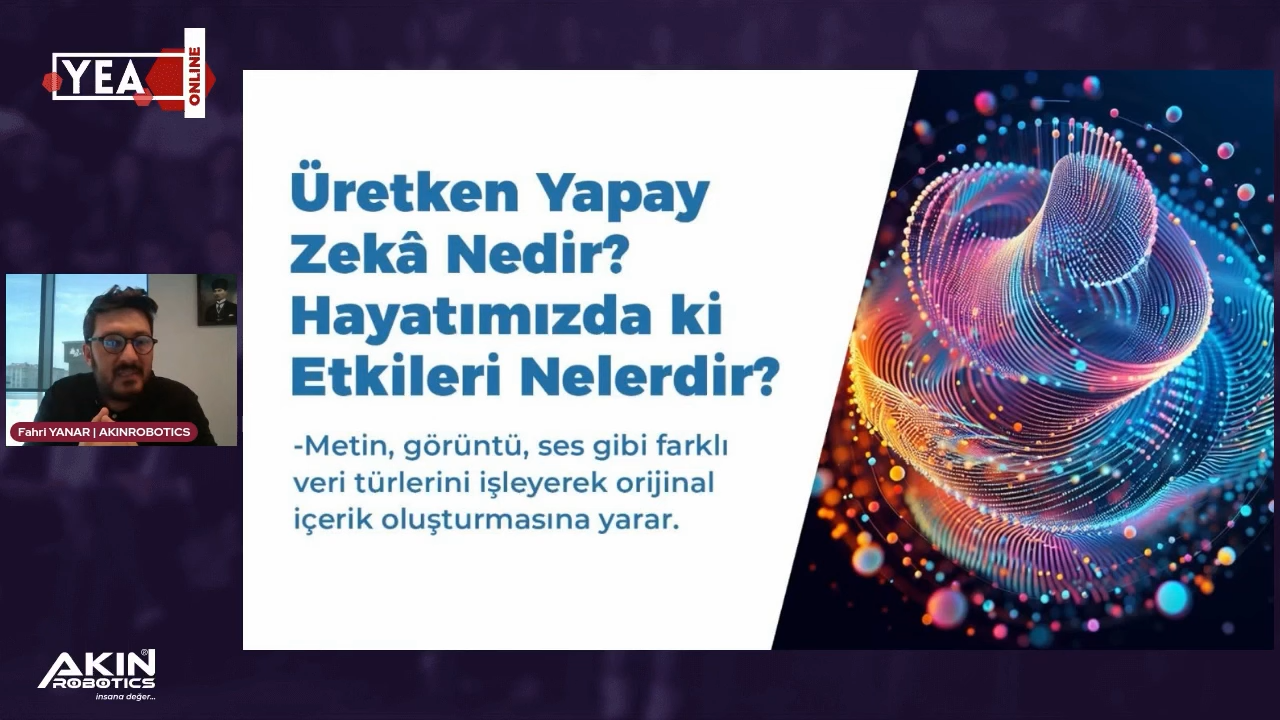 YEA
ONLINE
Üretken Yapay
Zekâ Nedir?
Hayatımızda ki
Etkileri Nelerdir?
-Metin, görüntü, ses gibi farklı
veri türlerini işleyerek orijinal
içerik oluşturmasına yarar.
Fahri YANAR | AKINROBOTICS
AKIN®
ROBOTICS
insana değer...